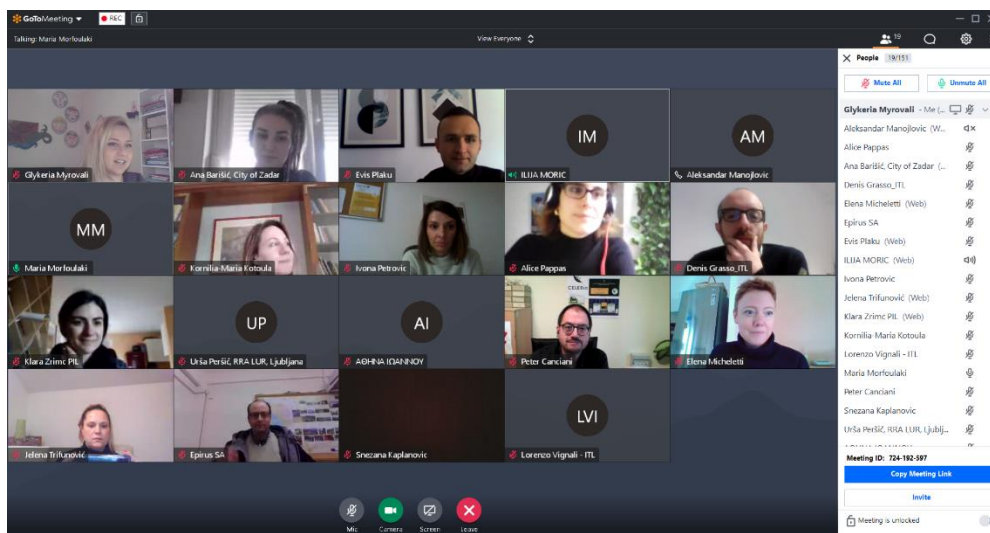 GoToMeeting
REC
Talking: Maria Morfoulaki
View Everyone
19
People 19/151
Mute All
Unmute All
Glykeria Myrovali - Me (...
Aleksandar Manojlovic (W...
Alice Pappas
Ana Barišić, City of Zadar (...
Denis Grasso_ITL
Elena Micheletti (Web)
Epirus SA
Evis Plaku (Web)
ILIJA MORIC (Web)
Ivona Petrovic
Jelena Trifunović (Web)
Klara Zrimc PIL (Web)
Kornilia-Maria Kotoula
Lorenzo Vignali - ITL
Maria Morfoulaki
Peter Canciani
Snezana Kaplanovic
Urša Peršič, RRA LUR, Ljublj...
Meeting ID: 724-192-597
Copy Meeting Link
Invite
Meeting is unlocked
Glykeria Myrovali
Ana Barišić, City of Zadar
Evis Plaku
IM
ILIJA MORIC
AM
Aleksandar Manojlovic
MM
Maria Morfoulaki
Kornilia-Maria Kotoula
Ivona Petrovic
Alice Pappas
Denis Grasso_ITL
Klara Zrimc PIL
UP
Urša Peršič, RRA LUR, Ljubljana
ΑΙ
ΑΘΗΝΑ ΙΩΑΝΝΟΥ
Peter Canciani
Elena Micheletti
Jelena Trifunović
Epirus SA
Snezana Kaplanovic
LVI
Lorenzo Vignali - ITL
Mic
Camera
Screen
Leave